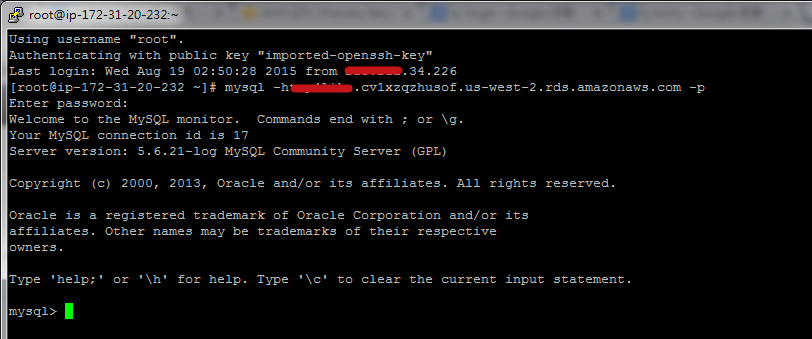 root@ip-172-31-20-232:~
Using username "root".
Authenticating with public key "imported-openssh-key"
Last login: Wed Aug 19 02:50:28 2015 from .34.226
[root@ip-172-31-20-232 ~]# mysql -h .cv1xzqzhusof.us-west-2.rds.amazonaws.com -p
Enter password:
Welcome to the MySQL monitor.  Commands end with ; or \g.
Your MySQL connection id is 17
Server version: 5.6.21-log MySQL Community Server (GPL)
Copyright (c) 2000, 2013, Oracle and/or its affiliates. All rights reserved.
Oracle is a registered trademark of Oracle Corporation and/or its
affiliates. Other names may be trademarks of their respective
owners.
Type 'help;' or '\h' for help. Type '\c' to clear the current input statement.
mysql>